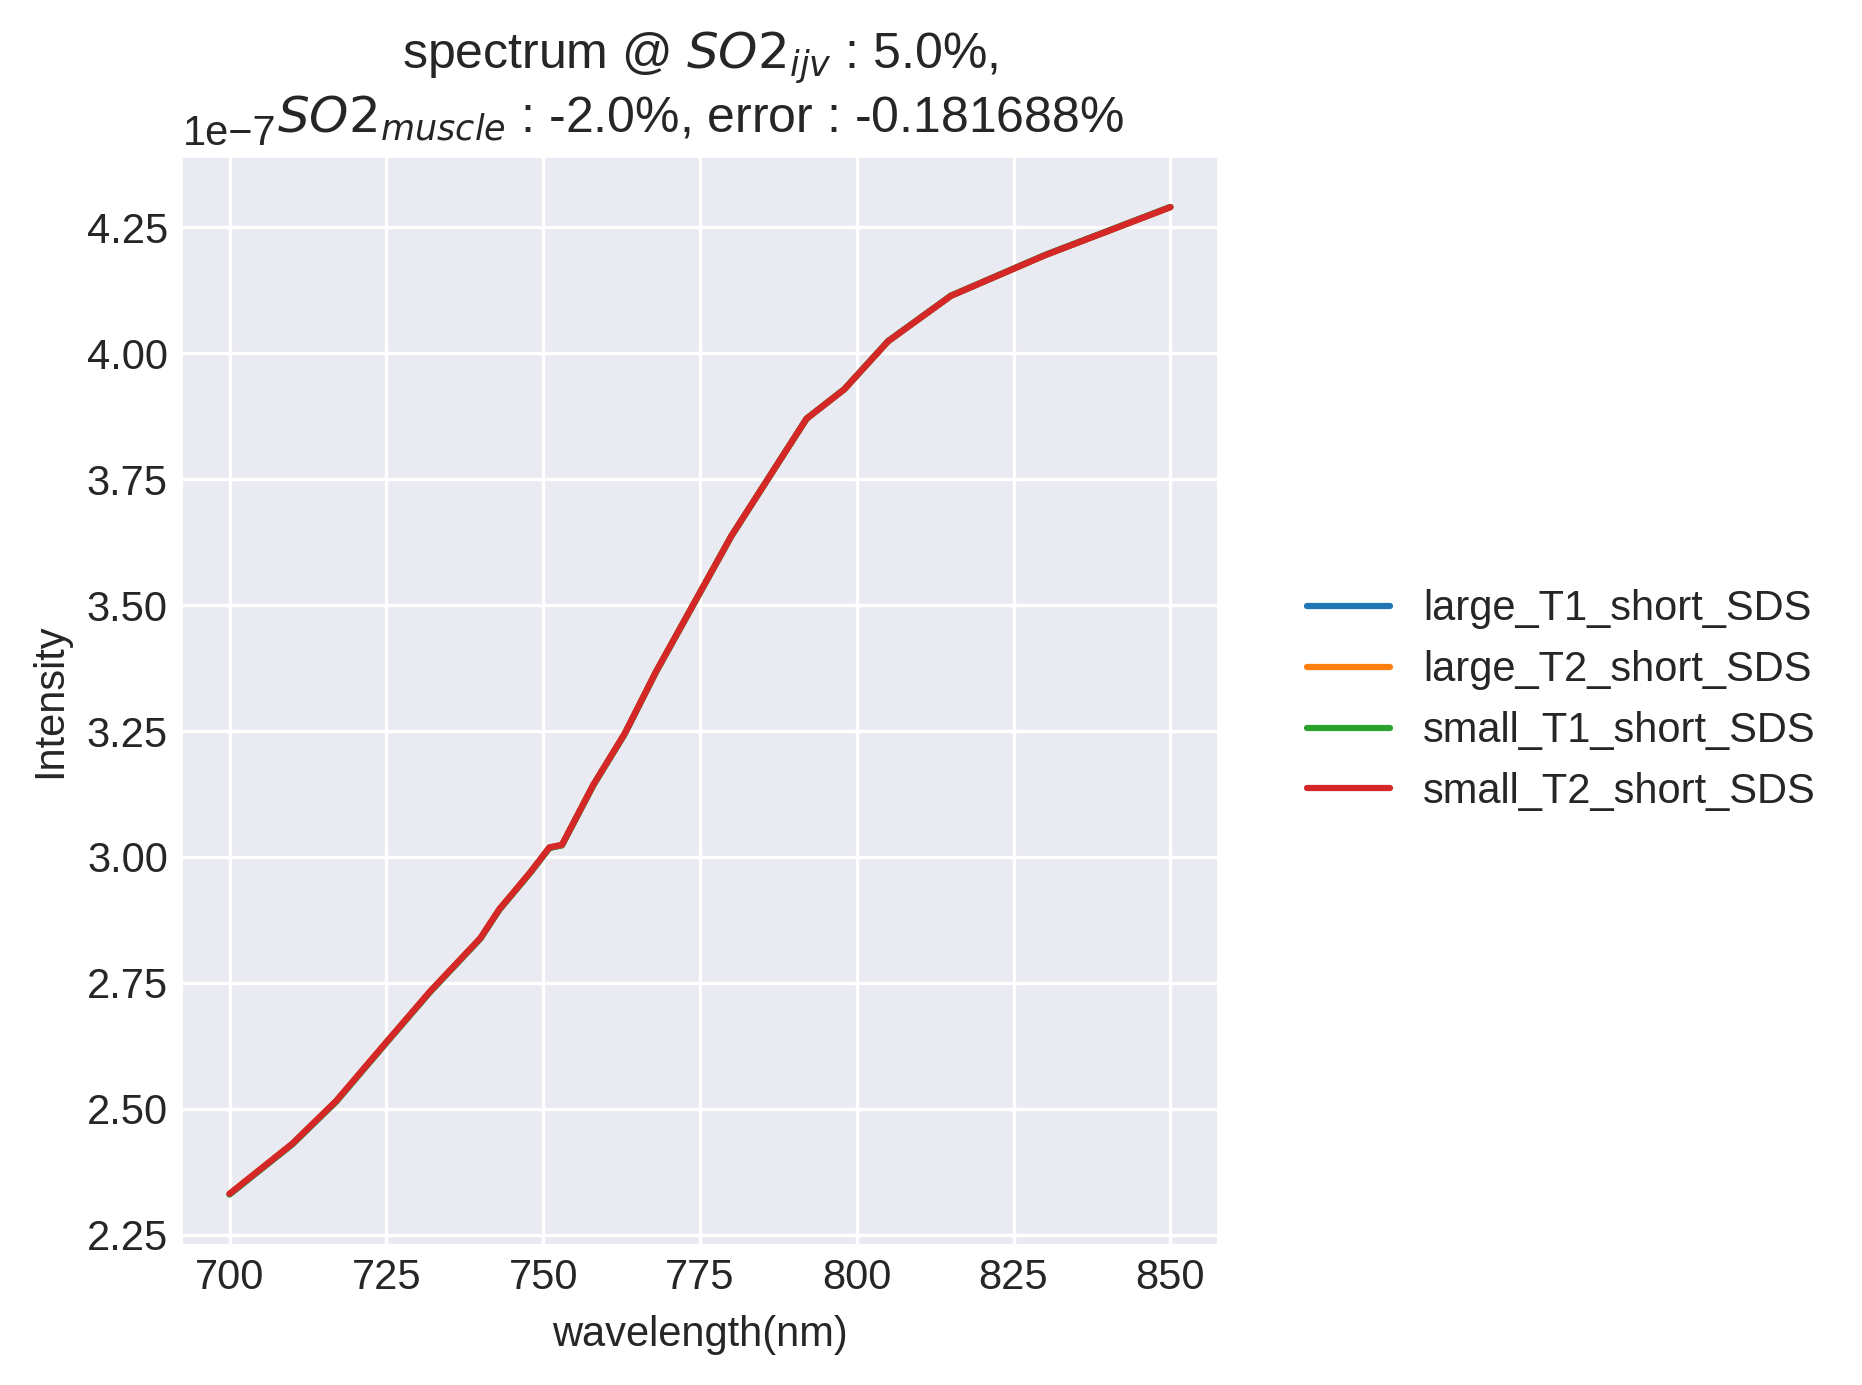 spectrum @ SO2ijv : 5.0%,
1e−7 SO2muscle : -2.0%, error : -0.181688%
4.25
4.00
3.75
3.50
3.25
3.00
2.75
2.50
2.25
Intensity
700 725 750 775 800 825 850
wavelength(nm)
large_T1_short_SDS
large_T2_short_SDS
small_T1_short_SDS
small_T2_short_SDS